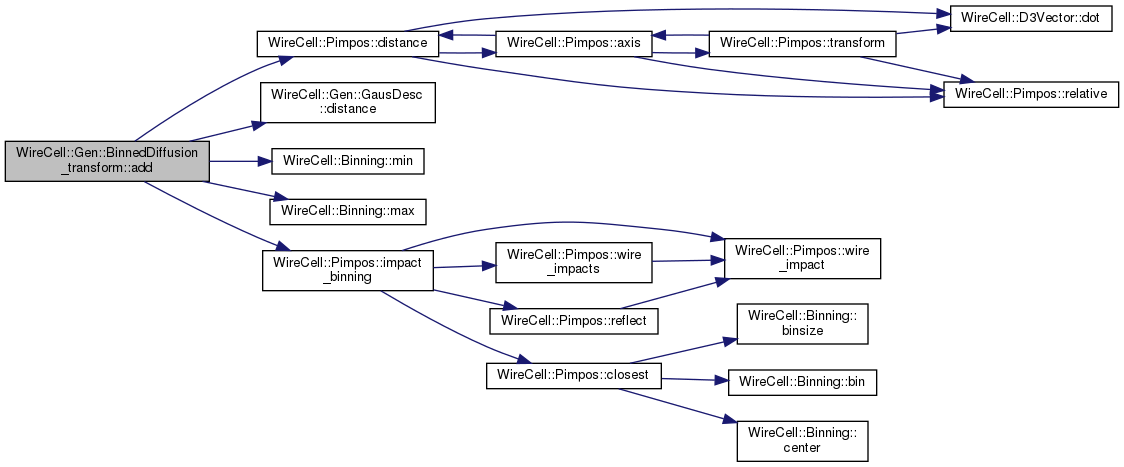 WireCell::Gen::BinnedDiffusion
_transform::add
WireCell::Pimpos::distance
WireCell::Pimpos::axis
WireCell::Pimpos::transform
WireCell::D3Vector::dot
WireCell::Pimpos::relative
WireCell::Gen::GausDesc
::distance
WireCell::Binning::min
WireCell::Binning::max
WireCell::Pimpos::impact
_binning
WireCell::Pimpos::wire
_impacts
WireCell::Pimpos::wire
_impact
WireCell::Pimpos::reflect
WireCell::Pimpos::closest
WireCell::Binning::
binsize
WireCell::Binning::bin
WireCell::Binning::
center